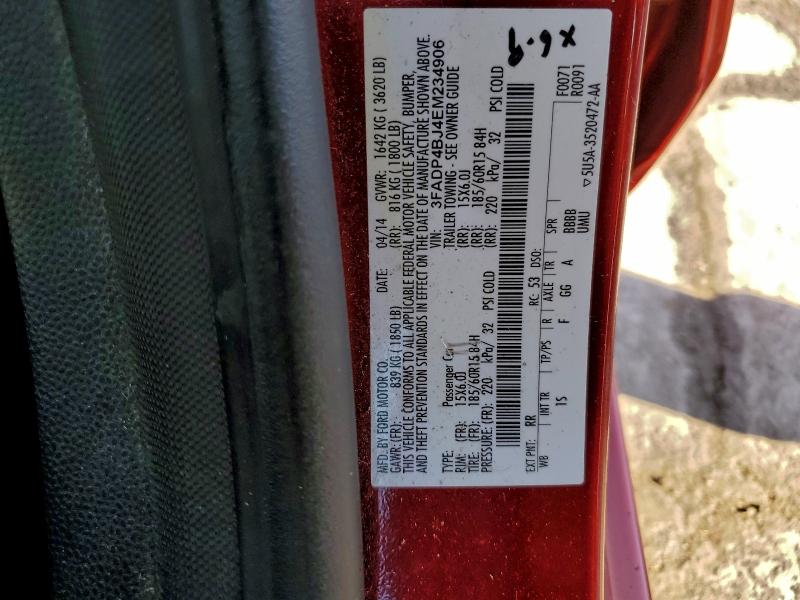 MFD. BY FORD MOTOR CO. DATE: 04/14 GVWR: 1642 KG ( 3620 LB)
GAWR: (FR): 839 KG (1850 LB) (RR): 816 KG (1800 LB)
THIS VEHICLE CONFORMS TO ALL APPLICABLE FEDERAL MOTOR VEHICLE SAFETY, BUMPER,
AND THEFT PREVENTION STANDARDS IN EFFECT ON THE DATE OF MANUFACTURE SHOWN ABOVE.
VIN: 3FADP4BJ4EM234906
TYPE: Passenger Car TRAILER TOWING - SEE OWNER GUIDE
RIM: (FR): 15X6.0J (RR): 15X6.0J
TIRE: (FR): 185/60R15 84H (RR): 185/60R15 84H
PRESSURE: (FR): 220 kPa/ 32 PSI COLD (RR): 220 kPa/ 32 PSI COLD
EXT PNT: RR RC: 53 DSO: F0071
R0091
WB INT TR TP/PS R AXLE TR SPR
15 F GG A BBBB
UMU
▽5U5A-3520472-AA